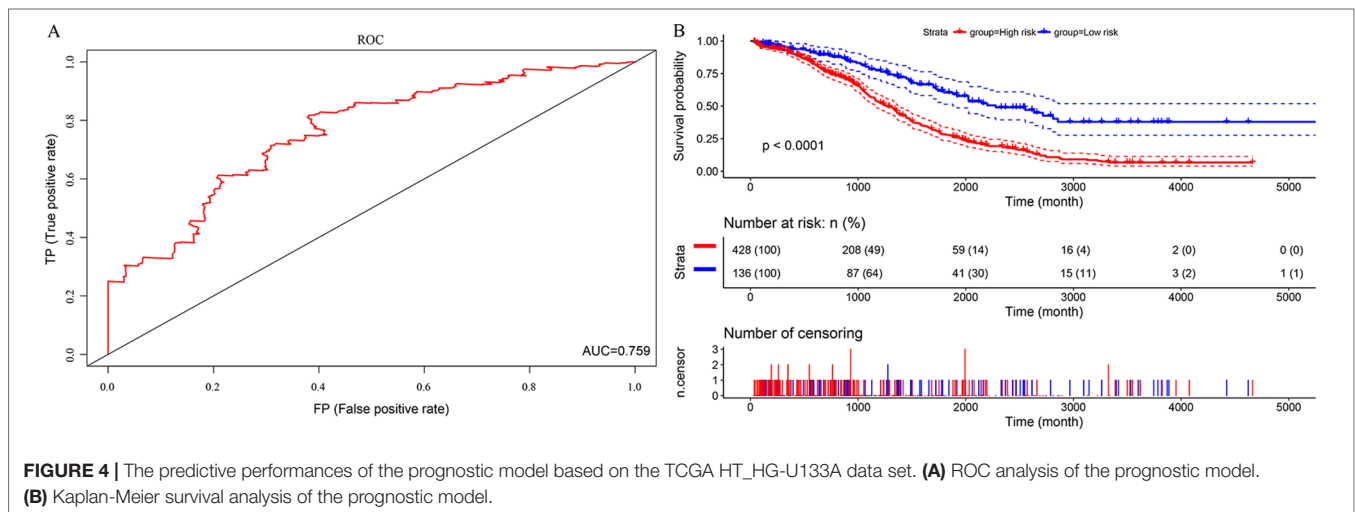 A
ROC
TP (True positive rate)
1.0
0.8
0.6
0.4
0.2
0.0
AUC=0.759
0.0 0.2 0.4 0.6 0.8 1.0
FP (False positive rate)
B
Strata group=High risk group=Low risk
Survival probability
1.00
0.75
0.50
0.25
0.00
p < 0.0001
0 1000 2000 3000 4000 5000
Time (month)
Number at risk: n (%)
Strata
428 (100) 208 (49) 59 (14) 16 (4) 2 (0) 0 (0)
136 (100) 87 (64) 41 (30) 15 (11) 3 (2) 1 (1)
0 1000 2000 3000 4000 5000
Time (month)
Number of censoring
n.censor
3
2
1
0
0 1000 2000 3000 4000 5000
Time (month)
FIGURE 4 | The predictive performances of the prognostic model based on the TCGA HT_HG-U133A data set. (A) ROC analysis of the prognostic model.
(B) Kaplan-Meier survival analysis of the prognostic model.